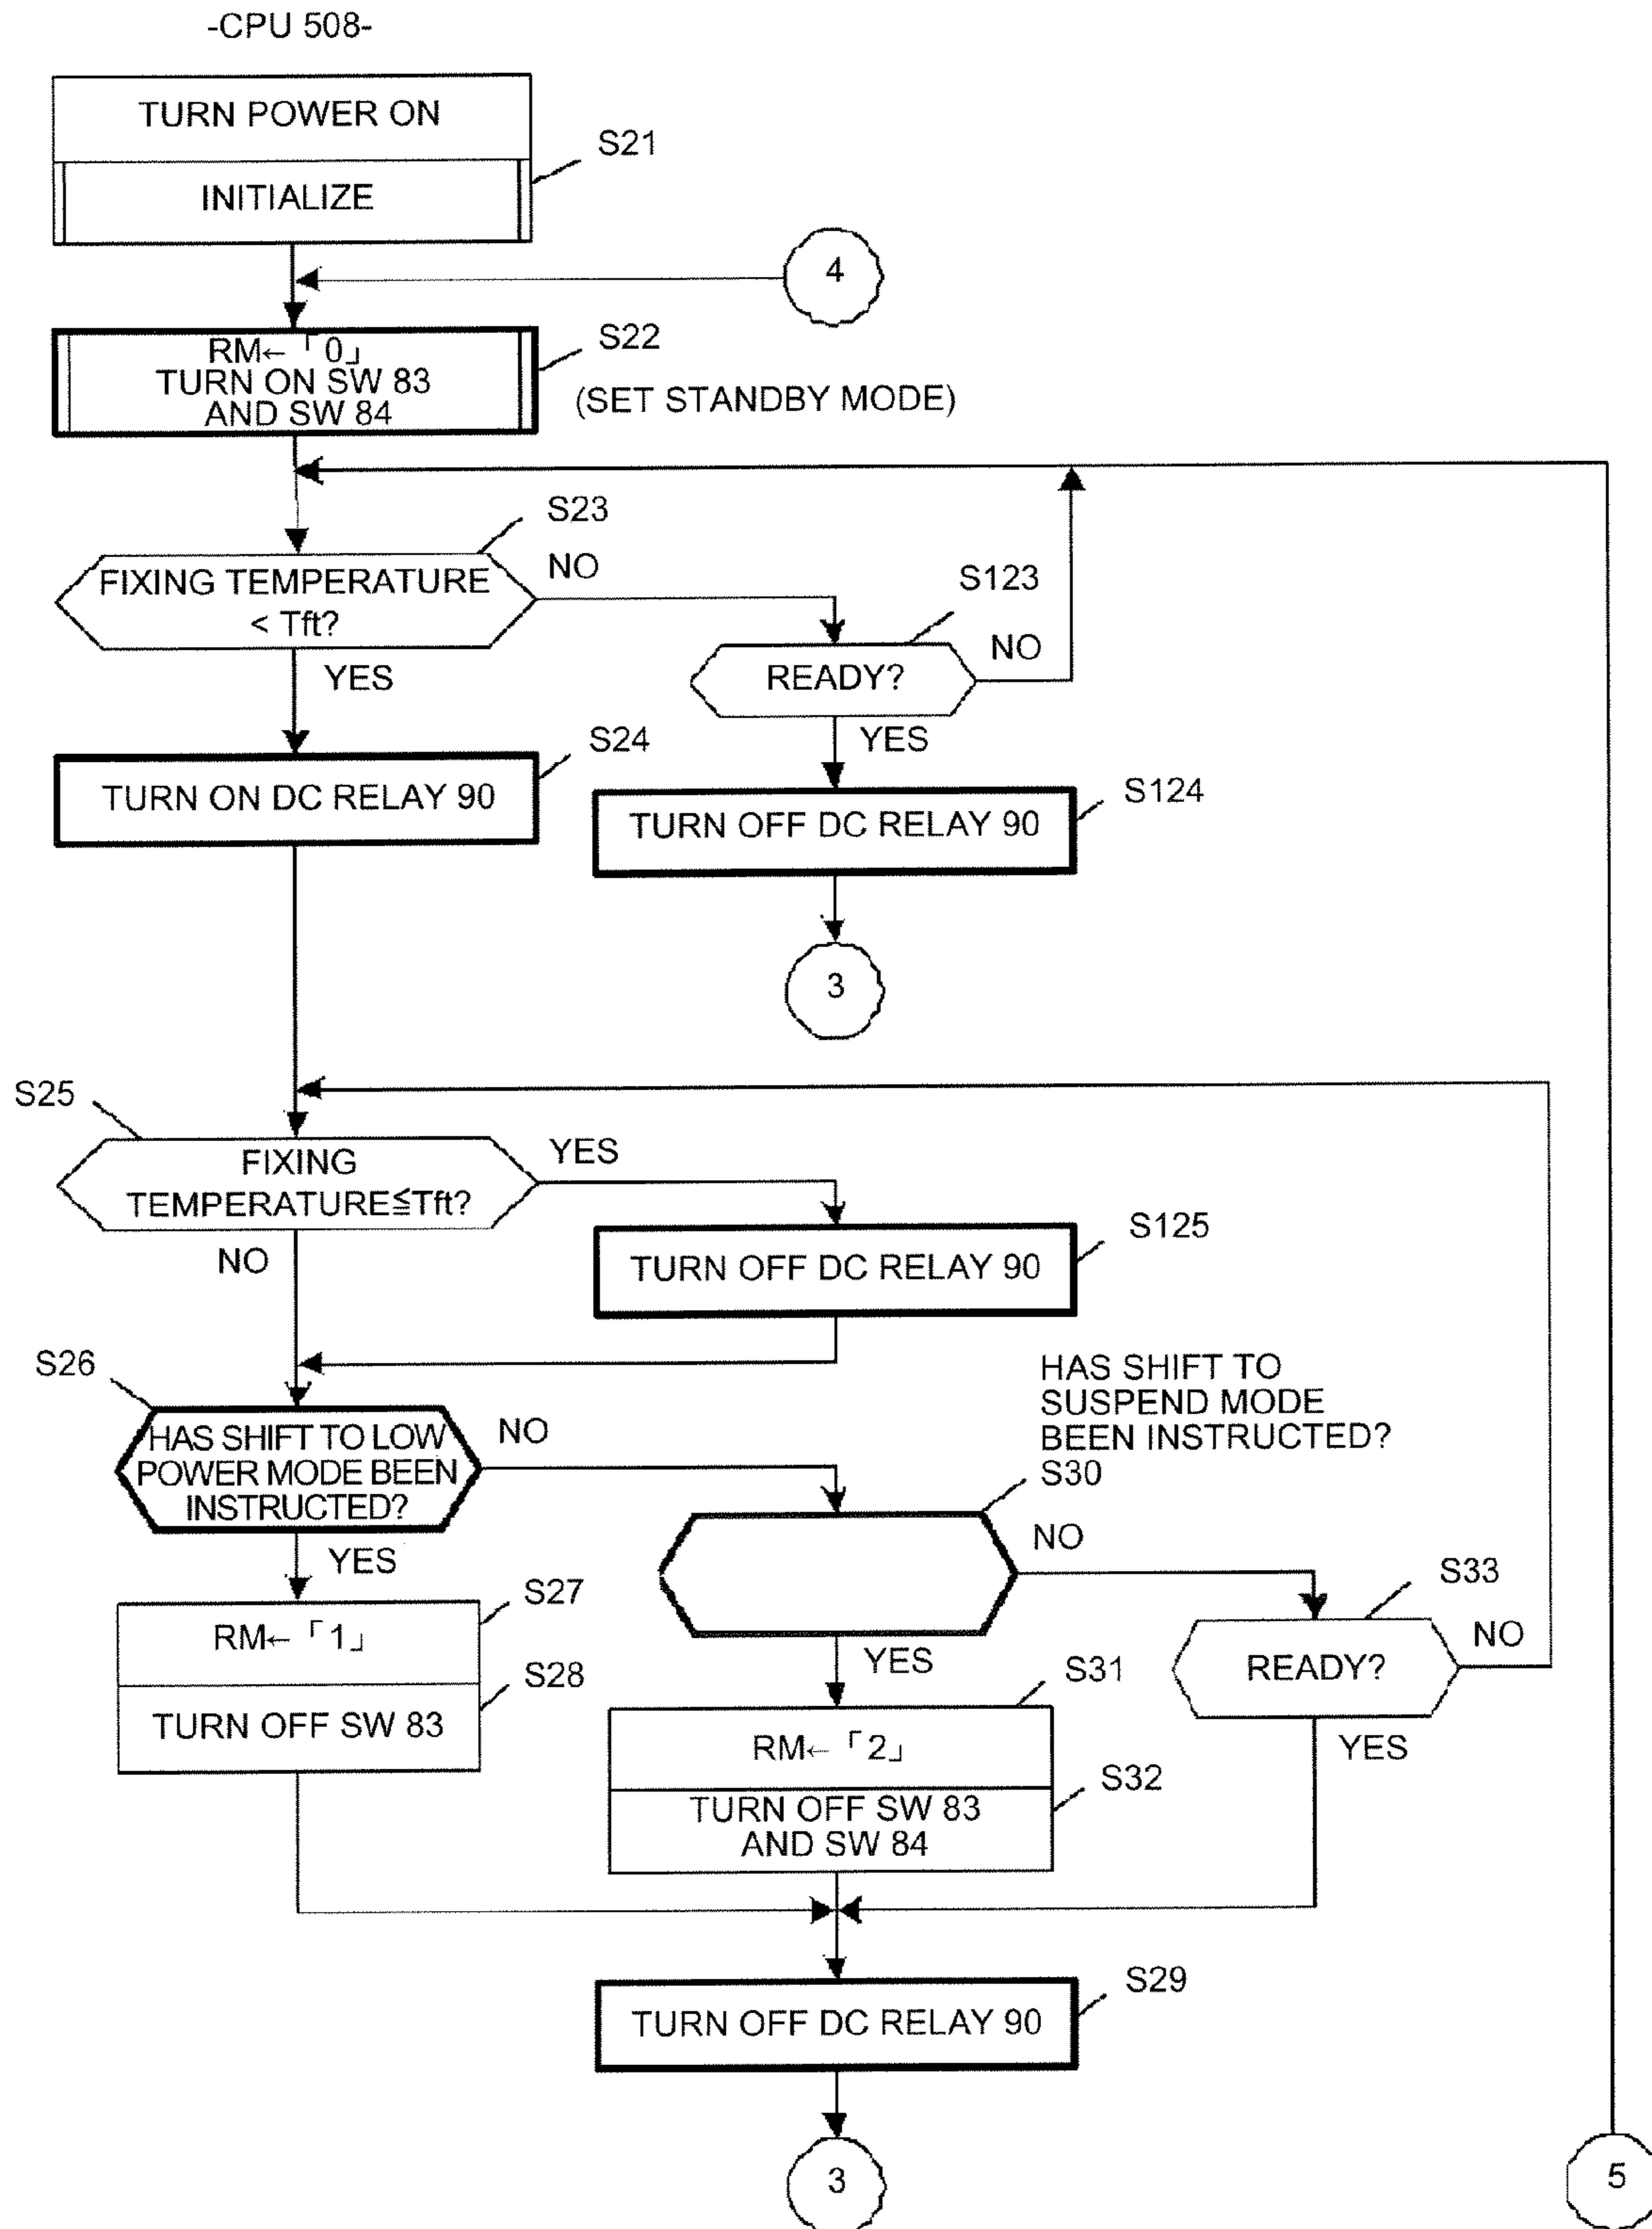 -CPU 508-
TURN POWER ON
S21
INITIALIZE
4
S22
RM←「0」
TURN ON SW 83
AND SW 84
(SET STANDBY MODE)
S23
FIXING TEMPERATURE
< Tft?
NO
YES
S123
READY?
NO
YES
S24
TURN ON DC RELAY 90
S124
TURN OFF DC RELAY 90
3
S25
FIXING
TEMPERATURE≦Tft?
YES
NO
S125
TURN OFF DC RELAY 90
S26
HAS SHIFT TO LOW
POWER MODE BEEN
INSTRUCTED?
NO
YES
HAS SHIFT TO
SUSPEND MODE
BEEN INSTRUCTED?
S30
NO
YES
S33
READY?
NO
YES
S27
RM←「1」
S28
TURN OFF SW 83
S31
RM←「2」
S32
TURN OFF SW 83
AND SW 84
S29
TURN OFF DC RELAY 90
3
5